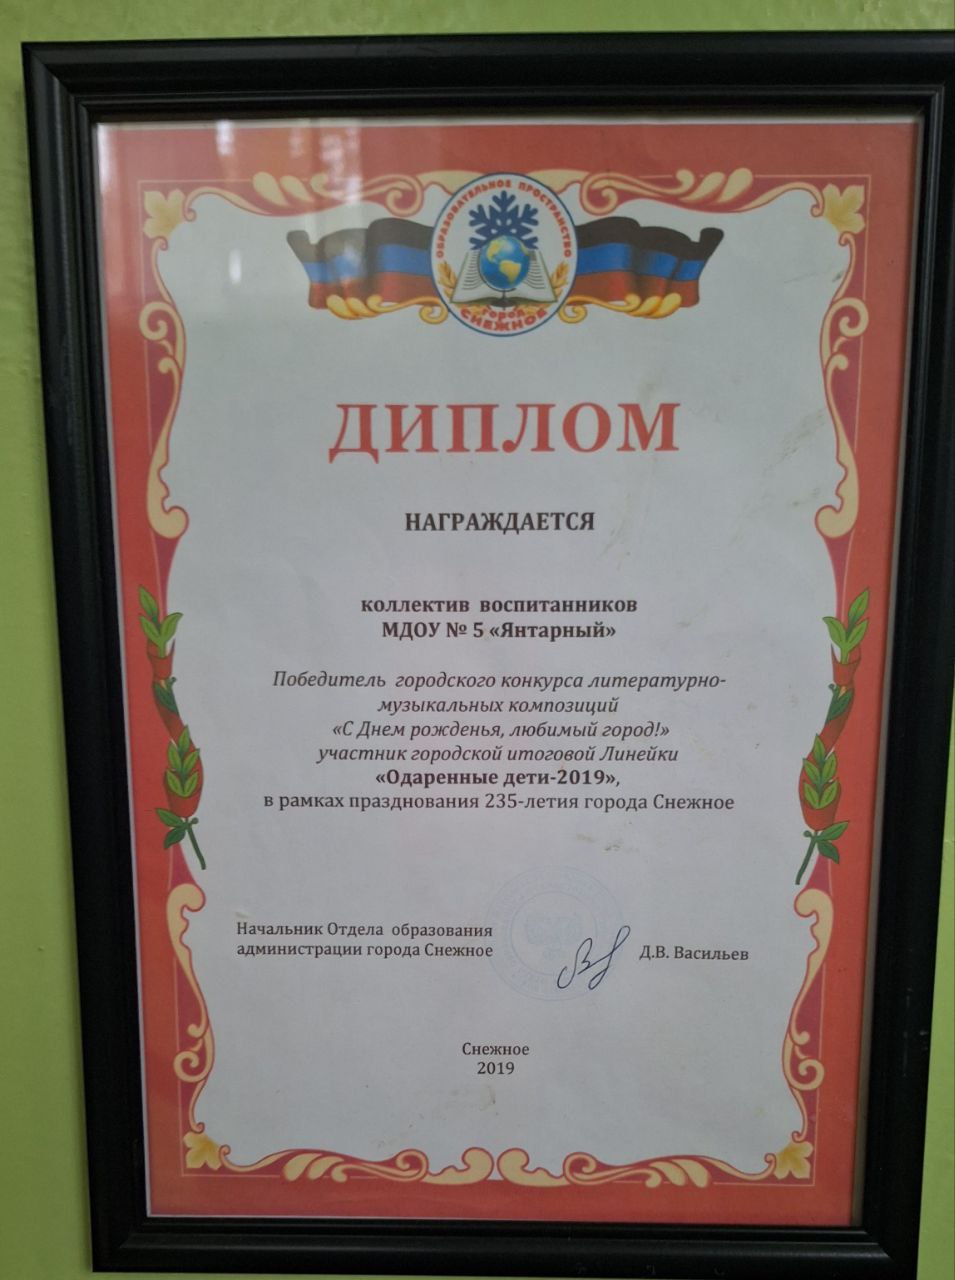 ОБРАЗОВАТЕЛЬНОЕ ПРОСТРАНСТВО
город
СНЕЖНОЕ
ДИПЛОМ
НАГРАЖДАЕТСЯ
коллектив воспитанников
МДОУ № 5 «Янтарный»
Победитель городского конкурса литературно-
музыкальных композиций
«С Днем рожденья, любимый город!»
участник городской итоговой Линейки
«Одаренные дети-2019»,
в рамках празднования 235-летия города Снежное
Начальник Отдела образования
администрации города Снежное
Д.В. Васильев
Снежное
2019